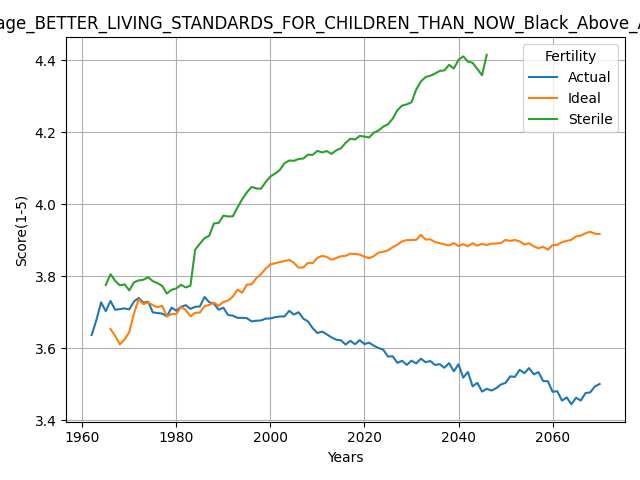 age_BETTER_LIVING_STANDARDS_FOR_CHILDREN_THAN_NOW_Black_Above_A
Fertility
Actual
Ideal
Sterile
Score(1-5)
4.4
4.2
4.0
3.8
3.6
3.4
1960 1980 2000 2020 2040 2060
Years